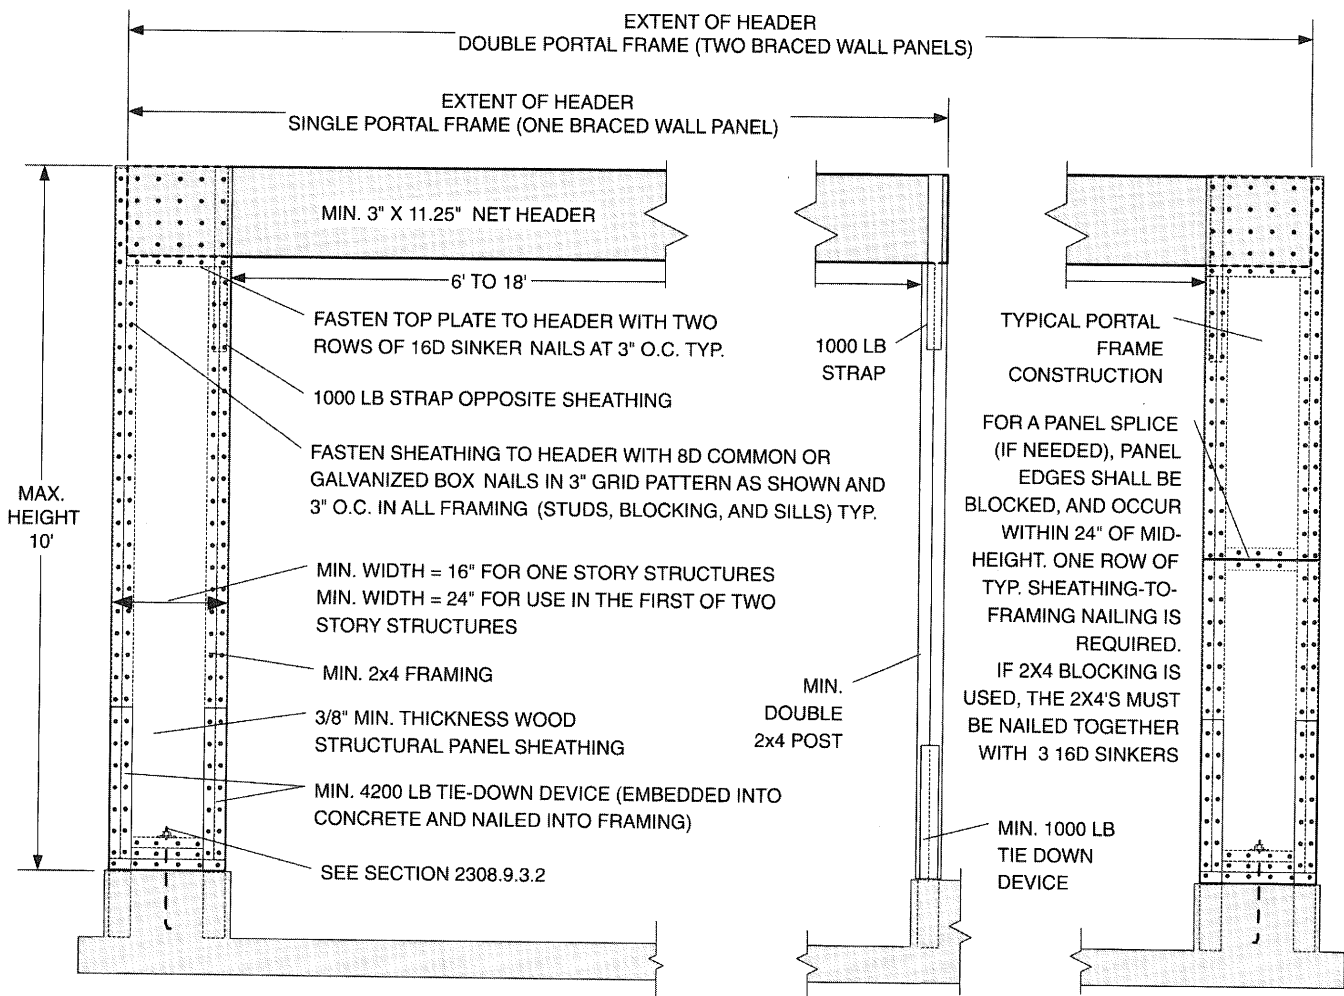 EXTENT OF HEADER
DOUBLE PORTAL FRAME (TWO BRACED WALL PANELS)
EXTENT OF HEADER
SINGLE PORTAL FRAME (ONE BRACED WALL PANEL)
MIN. 3" X 11.25" NET HEADER
6' TO 18'
FASTEN TOP PLATE TO HEADER WITH TWO
ROWS OF 16D SINKER NAILS AT 3" O.C. TYP.
1000 LB STRAP OPPOSITE SHEATHING
FASTEN SHEATHING TO HEADER WITH 8D COMMON OR
GALVANIZED BOX NAILS IN 3" GRID PATTERN AS SHOWN AND
3" O.C. IN ALL FRAMING (STUDS, BLOCKING, AND SILLS) TYP.
MAX.
HEIGHT
10'
MIN. WIDTH = 16" FOR ONE STORY STRUCTURES
MIN. WIDTH = 24" FOR USE IN THE FIRST OF TWO
STORY STRUCTURES
MIN. 2x4 FRAMING
3/8" MIN. THICKNESS WOOD
STRUCTURAL PANEL SHEATHING
MIN. 4200 LB TIE-DOWN DEVICE (EMBEDDED INTO
CONCRETE AND NAILED INTO FRAMING)
SEE SECTION 2308.9.3.2
1000 LB
STRAP
MIN.
DOUBLE
2x4 POST
TYPICAL PORTAL
FRAME
CONSTRUCTION
FOR A PANEL SPLICE
(IF NEEDED), PANEL
EDGES SHALL BE
BLOCKED, AND OCCUR
WITHIN 24" OF MID-
HEIGHT. ONE ROW OF
TYP. SHEATHING-TO-
FRAMING NAILING IS
REQUIRED.
IF 2X4 BLOCKING IS
USED, THE 2X4'S MUST
BE NAILED TOGETHER
WITH 3 16D SINKERS
MIN. 1000 LB
TIE DOWN
DEVICE